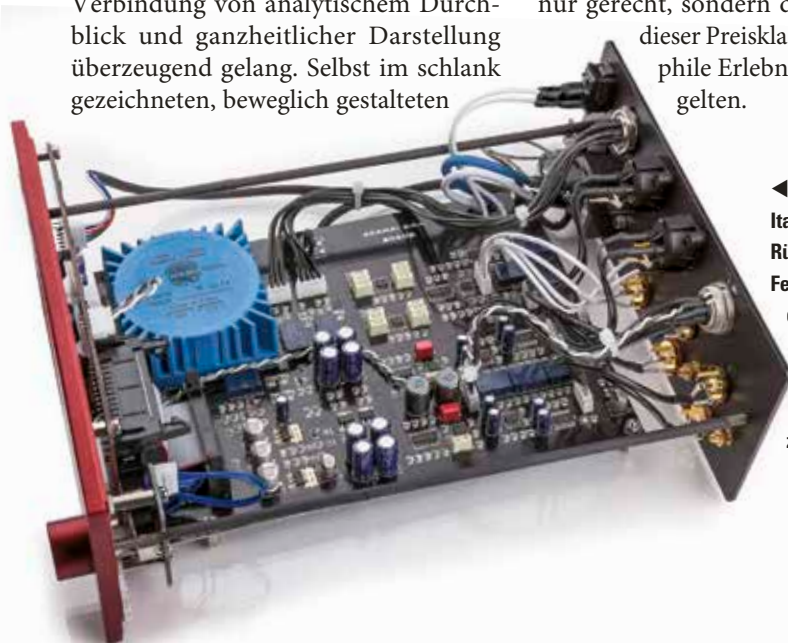 Verbindung von analytischem Durch-
blick und ganzheitlicher Darstellung
überzeugend gelang. Selbst im schlank
gezeichneten, beweglich gestalteten
nur gerecht, sondern d
dieser Preiskla
phile Erlebn
gelten.
Ita
Rü
Fe